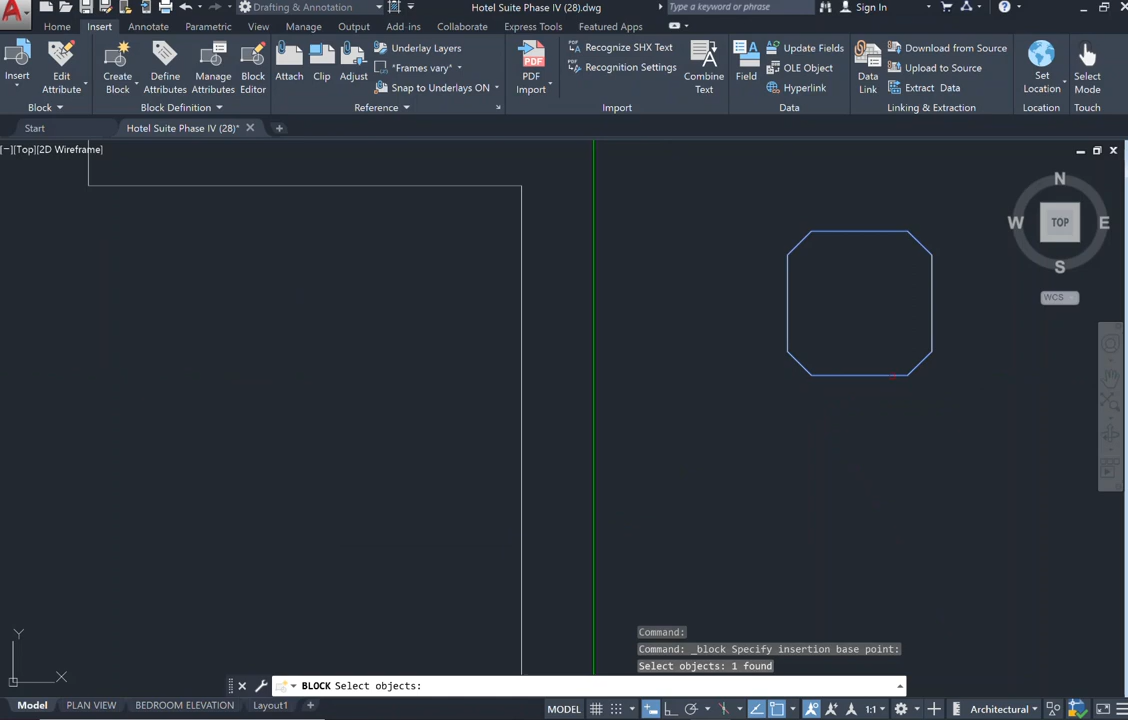 Drafting & Annotation
Hotel Suite Phase IV (28).dwg
Type a keyword or phrase
Sign In
Home Insert Annotate Parametric View Manage Output Add-ins Collaborate Express Tools Featured Apps
Insert
Edit Attribute
Create Block
Define Attributes
Manage Attributes
Block Editor
Attach
Clip
Adjust
Underlay Layers
*Frames vary*
Snap to Underlays ON
PDF Import
Recognize SHX Text
Recognition Settings
Combine Text
Field
Update Fields
OLE Object
Hyperlink
Data Link
Download from Source
Upload to Source
Extract Data
Set Location
Select Mode
Block Block Definition Reference Import Data Linking & Extraction Location Touch
Start Hotel Suite Phase IV (28)*
[−][Top][2D Wireframe]
N
W TOP E
S
WCS
Y
X
Command:
Command: _block Specify insertion base point:
Select objects: 1 found
BLOCK Select objects:
Model PLAN VIEW BEDROOM ELEVATION Layout1
MODEL 1:1 Architectural